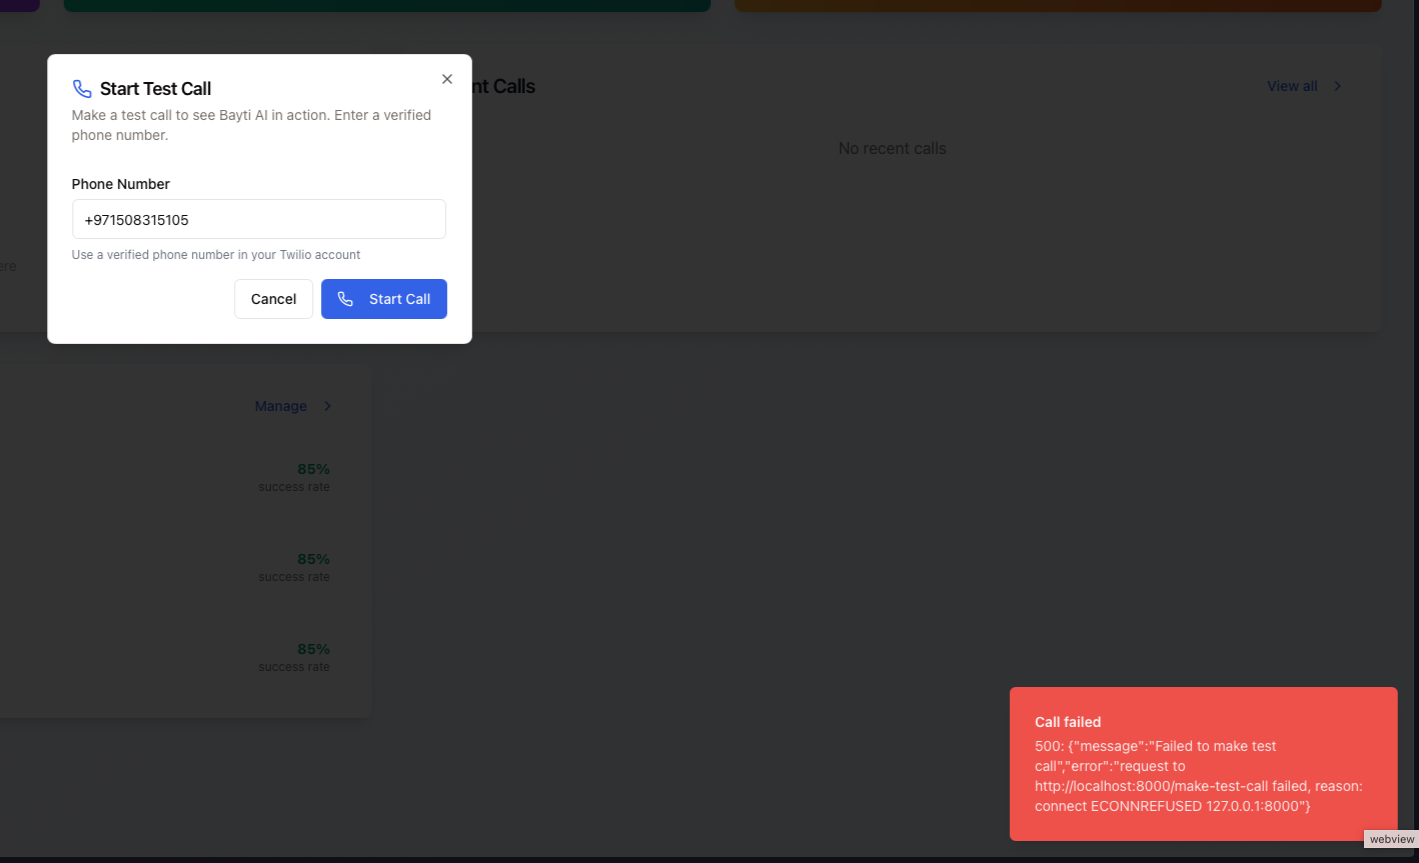 Start Test Call
Make a test call to see Bayti AI in action. Enter a verified
phone number.
Phone Number
+971508315105
Use a verified phone number in your Twilio account
Cancel
Start Call
nt Calls
View all
No recent calls
ere
Manage
85%
success rate
85%
success rate
85%
success rate
Call failed
500: {"message":"Failed to make test
call","error":"request to
http://localhost:8000/make-test-call failed, reason:
connect ECONNREFUSED 127.0.0.1:8000"}
webview